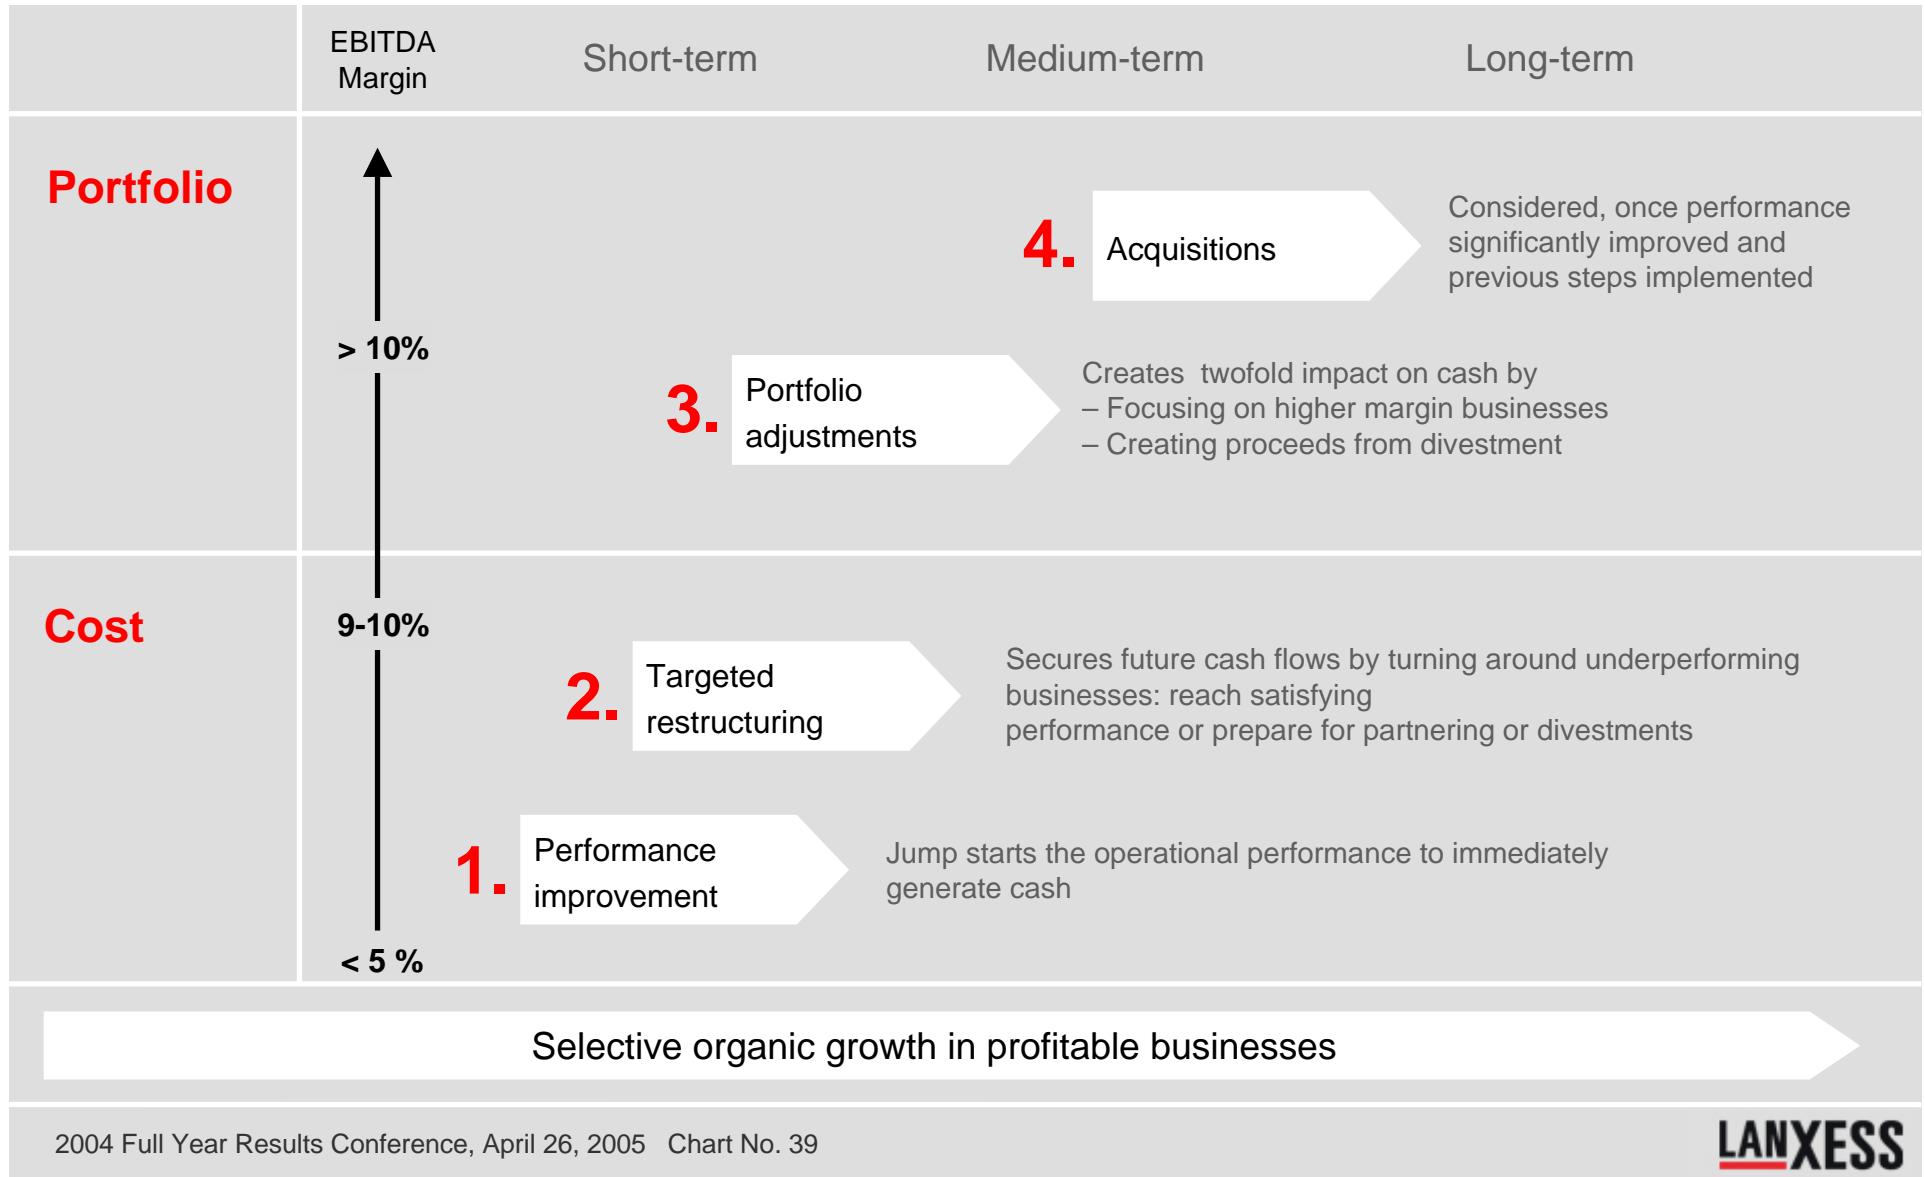 EBITDA
Margin
Short-term
Medium-term
Long-term
Portfolio
4.
Acquisitions
Considered, once performance
significantly improved and
previous steps implemented
> 10%
3.
Portfolio
adjustments
Creates twofold impact on cash by
– Focusing on higher margin businesses
– Creating proceeds from divestment
Cost
9-10%
2.
Targeted
restructuring
Secures future cash flows by turning around underperforming
businesses: reach satisfying
performance or prepare for partnering or divestments
1.
Performance
improvement
Jump starts the operational performance to immediately
generate cash
< 5 %
Selective organic growth in profitable businesses
2004 Full Year Results Conference, April 26, 2005 Chart No. 39
LANXESS